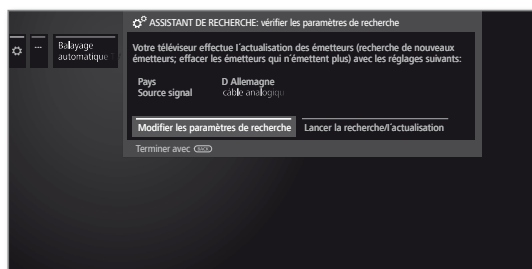 ASSISTANT DE RECHERCHE: vérifier les paramètres de recherche
...
Balayage
automatique
Votre téléviseur effectue l'actualisation des émetteurs (recherche de nouveaux
émetteurs; effacer les émetteurs qui n'émettent plus) avec les réglages suivants:
Pays D Allemagne
Source signal câble analogiqu
Modifier les paramètres de recherche Lancer la recherche/l'actualisation
Terminer avec BACK